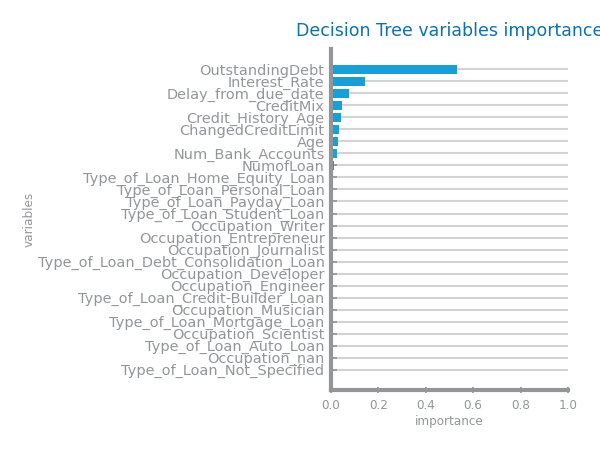 Decision Tree variables importance
OutstandingDebt
Interest_Rate
Delay_from_due_date
CreditMix
Credit_History_Age
ChangedCreditLimit
Age
Num_Bank_Accounts
NumofLoan
Type_of_Loan_Home_Equity_Loan
Type_of_Loan_Personal_Loan
Type_of_Loan_Payday_Loan
Type_of_Loan_Student_Loan
Occupation_Writer
Occupation_Entrepreneur
Occupation_Journalist
Type_of_Loan_Debt_Consolidation_Loan
Occupation_Developer
Occupation_Engineer
Type_of_Loan_Credit-Builder_Loan
Occupation_Musician
Type_of_Loan_Mortgage_Loan
Occupation_Scientist
Type_of_Loan_Auto_Loan
Occupation_nan
Type_of_Loan_Not_Specified
variables
0.0 0.2 0.4 0.6 0.8 1.0
importance